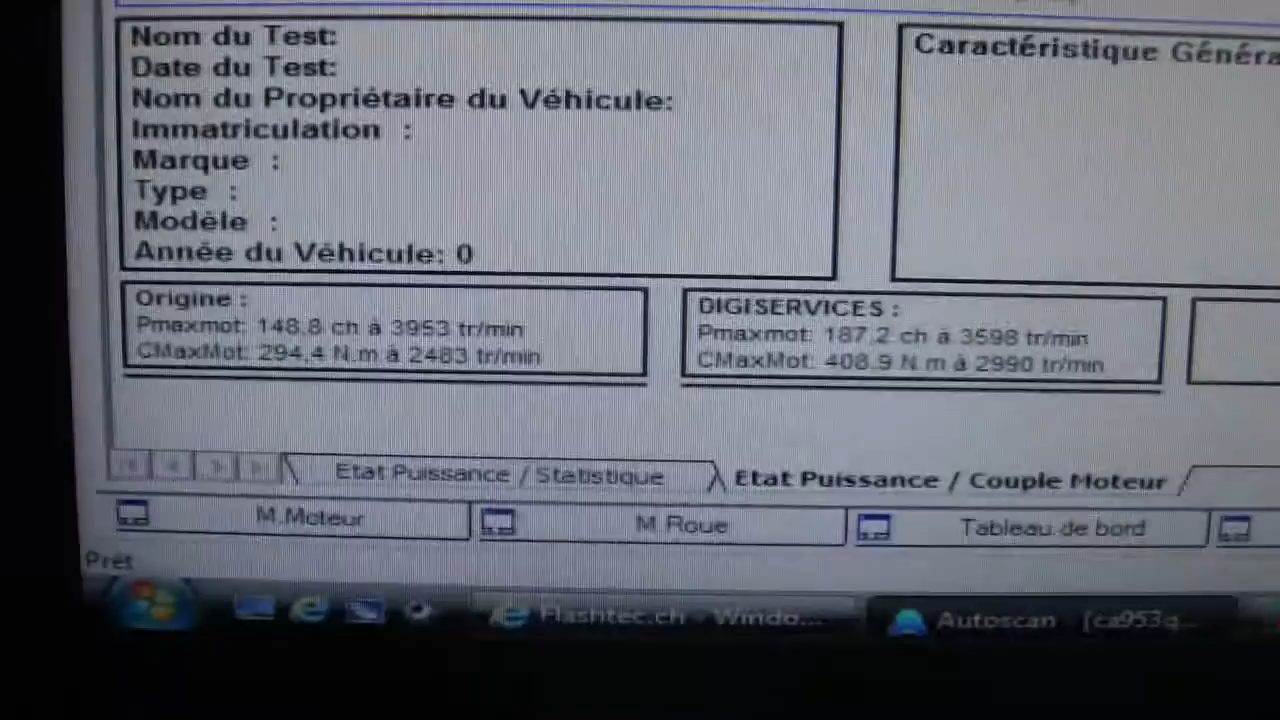 Nom du Test:
Date du Test:
Nom du Propriétaire du Véhicule:
Immatriculation :
Marque :
Type :
Modèle :
Année du Véhicule: 0
Caractéristique Généra
Origine :
Pmaxmot: 148.8 ch à 3953 tr/min
CMaxMot: 294.4 N.m à 2483 tr/min
DIGISERVICES :
Pmaxmot: 187.2 ch à 3598 tr/min
CMaxMot: 408.9 N.m à 2990 tr/min
Etat Puissance / Statistique
Etat Puissance / Couple Moteur
M.Moteur
M.Roue
Tableau de bord
Prêt
Flashtec.ch - Windo...
Autoscan - [ca953q...